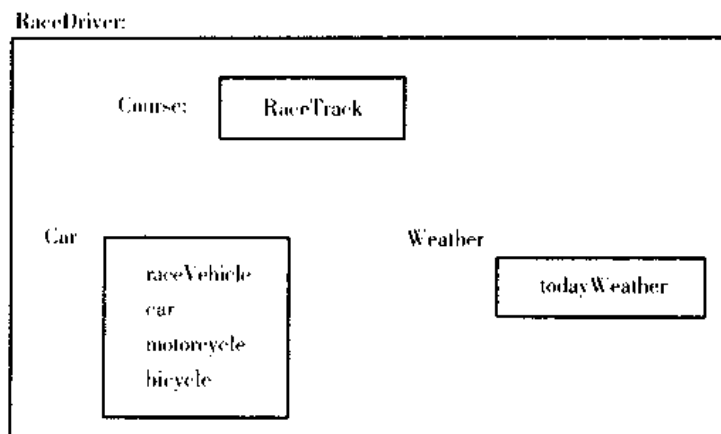 RaceDriver:
Course:
RaceTrack
Car
raceVehicle
car
motorcycle
bicycle
Weather
todayWeather